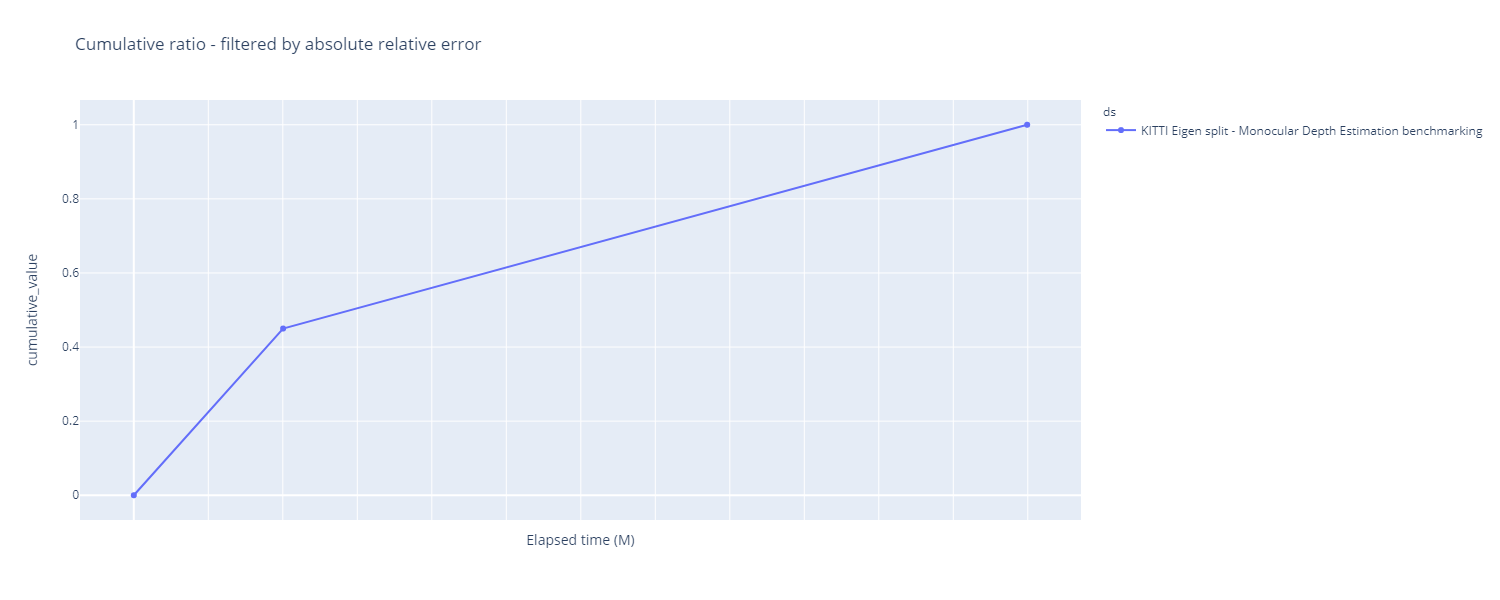 Cumulative ratio - filtered by absolute relative error
ds
KITTI Eigen split - Monocular Depth Estimation benchmarking
1
0.8
0.6
0.4
0.2
0
cumulative_value
Elapsed time (M)